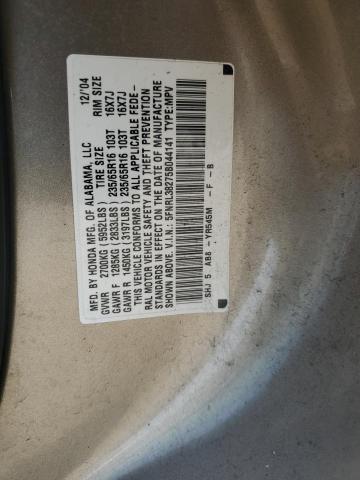 MFD. BY HONDA MFG. OF ALABAMA, LLC 12/04
GVWR 2700KG (5952LBS) TIRE SIZE RIM SIZE
GAWR F 1285KG (2833LBS) 235/65R16 103T 16X7J
GAWR R 1450KG (3197LBS) 235/65R16 103T 16X7J
THIS VEHICLE CONFORMS TO ALL APPLICABLE FEDE-
RAL MOTOR VEHICLE SAFETY AND THEFT PREVENTION
STANDARDS IN EFFECT ON THE DATE OF MANUFACTURE
SHOWN ABOVE. V.I.N.: 5FNRL38275B044141 TYPE:MPV
SHJ 5 AB8 - YR545M - F - B